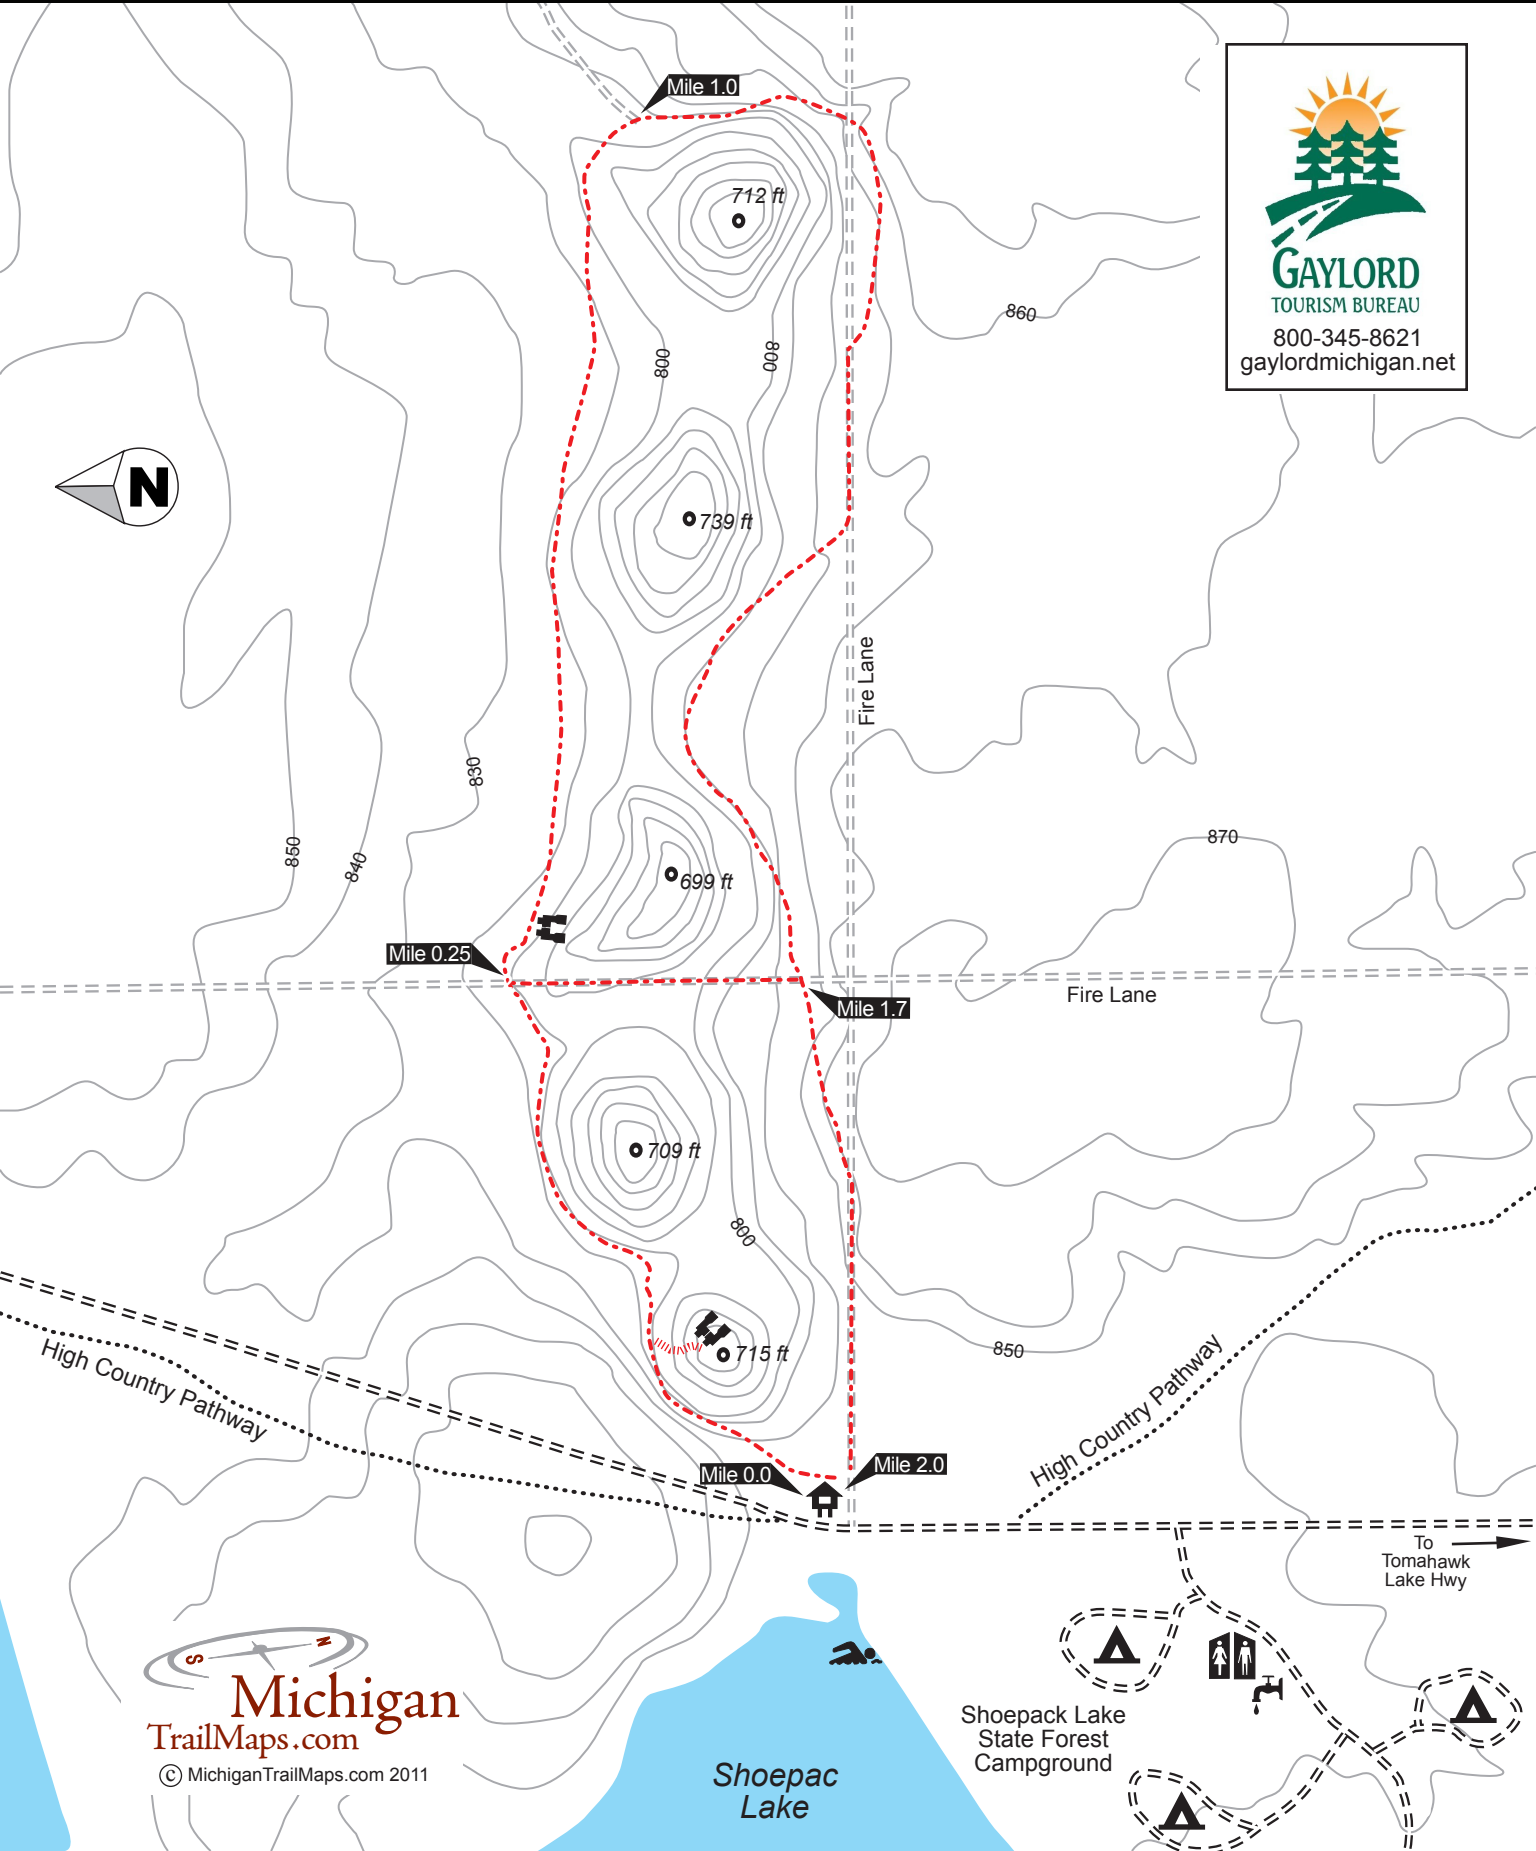 Mile 1.0
712 ft
GAYLORD
TOURISM BUREAU
800-345-8621
gaylordmichigan.net
860
800
800
N
739 ft
Fire Lane
830
850
840
870
699 ft
Mile 0.25
Fire Lane
Mile 1.7
709 ft
800
715 ft
850
High Country Pathway
High Country Pathway
Mile 0.0
Mile 2.0
To
Tomahawk
Lake Hwy
S
N
Michigan
TrailMaps.com
© MichiganTrailMaps.com 2011
Shoepack Lake
State Forest
Campground
Shoepac
Lake